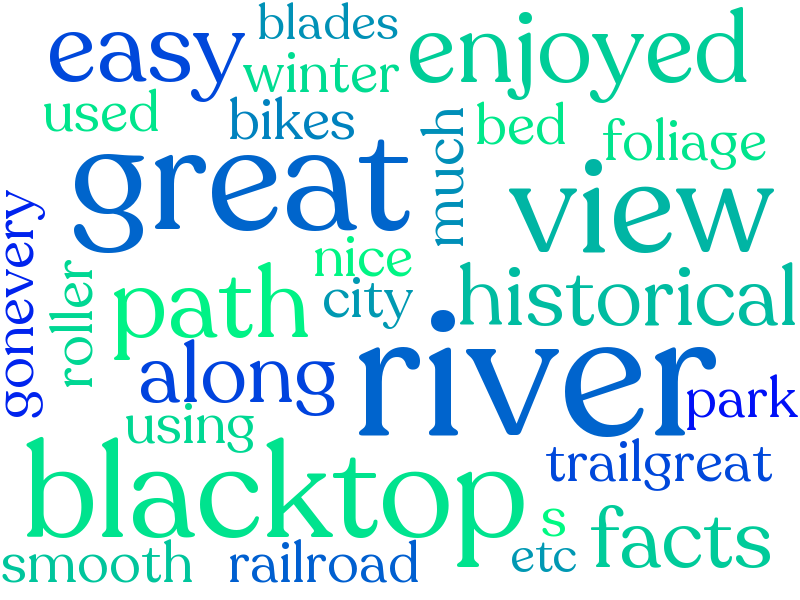 blades
easy
enjoyed
winter
used
bikes
bed
much
foliage
great
view
gonevery
nice
roller
path
city
historical
along
river
park
using
blacktop
trailgreat
s
facts
smooth
railroad
etc